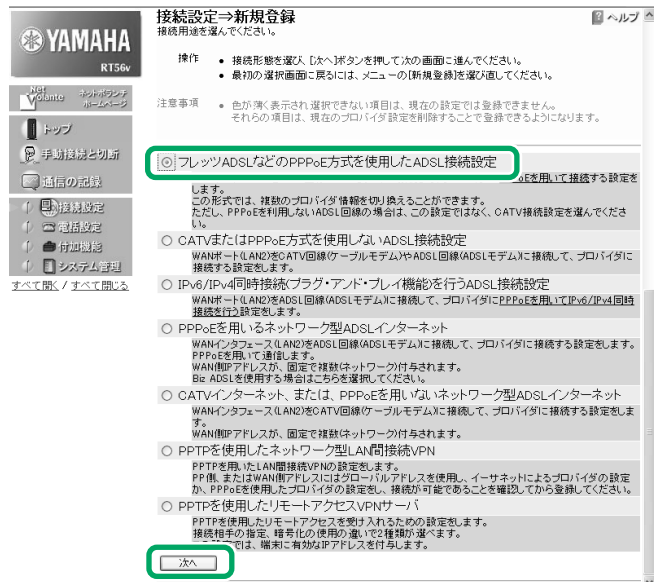 YAMAHA
RT56v
Net Volante ネットボランチ ホームページ
トップ
手動接続と切断
通信の記録
接続設定
電話設定
付加機能
システム管理
すべて開く / すべて閉じる
接続設定⇒新規登録
ヘルプ
接続用途を選んでください。
操作
● 接続形態を選び、[次へ]ボタンを押して次の画面に進んでください。
● 最初の選択画面に戻るには、メニューの[新規登録]を選び直してください。
注意事項
● 色が薄く表示され選択できない項目は、現在の設定では登録できません。
それらの項目は、現在のプロバイダ設定を削除することで登録できるようになります。
フレッツADSLなどのPPPoE方式を使用したADSL接続設定
oEを用いて接続する設定を
します。
この形式では、複数のプロバイダ情報を切り換えることができます。
ただし、PPPoEを利用しないADSL回線の場合は、この設定ではなく、CATV接続設定を選んでくださ
い。
CATVまたはPPPoE方式を使用しないADSL接続設定
WANポート(LAN2)をCATV回線(ケーブルモデム)やADSL回線(ADSLモデム)に接続して、プロバイダに
接続する設定をします。
IPv6/IPv4同時接続(プラグ・アンド・プレイ機能)を行うADSL接続設定
WANポート(LAN2)をADSL回線(ADSLモデム)に接続して、プロバイダにPPPoEを用いてIPv6/IPv4同時
接続を行う設定をします。
PPPoEを用いるネットワーク型ADSLインターネット
WANインタフェース(LAN2)をADSL回線(ADSLモデム)に接続して、プロバイダに接続する設定をします。
PPPoEを用いて通信します。
WAN側IPアドレスが、固定で複数(ネットワーク)付与されます。
Biz ADSLを使用する場合はこちらを選択してください。
CATVインターネット、または、PPPoEを用いないネットワーク型ADSLインターネット
WANインタフェース(LAN2)をCATV回線(ケーブルモデム)に接続して、プロバイダに接続する設定をしま
す。
WAN側IPアドレスが、固定で複数(ネットワーク)付与されます。
PPTPを使用したネットワーク型LAN間接続VPN
PPTPを用いたLAN間接続VPNの設定をします。
PP側、またはWAN側アドレスにはグローバルアドレスを使用し、イーサネットによるプロバイダの設定
か、PPPoEを使用したプロバイダの設定をし、接続が可能であることを確認してから登録してください。
PPTPを使用したリモートアクセスVPNサーバ
PPTPを使用したリモートアクセスを受け入れるための設定をします。
接続相手の指定、暗号化の使用の違いで2種類が選べます。
では、端末に有効なIPアドレスを付与します。
次へ